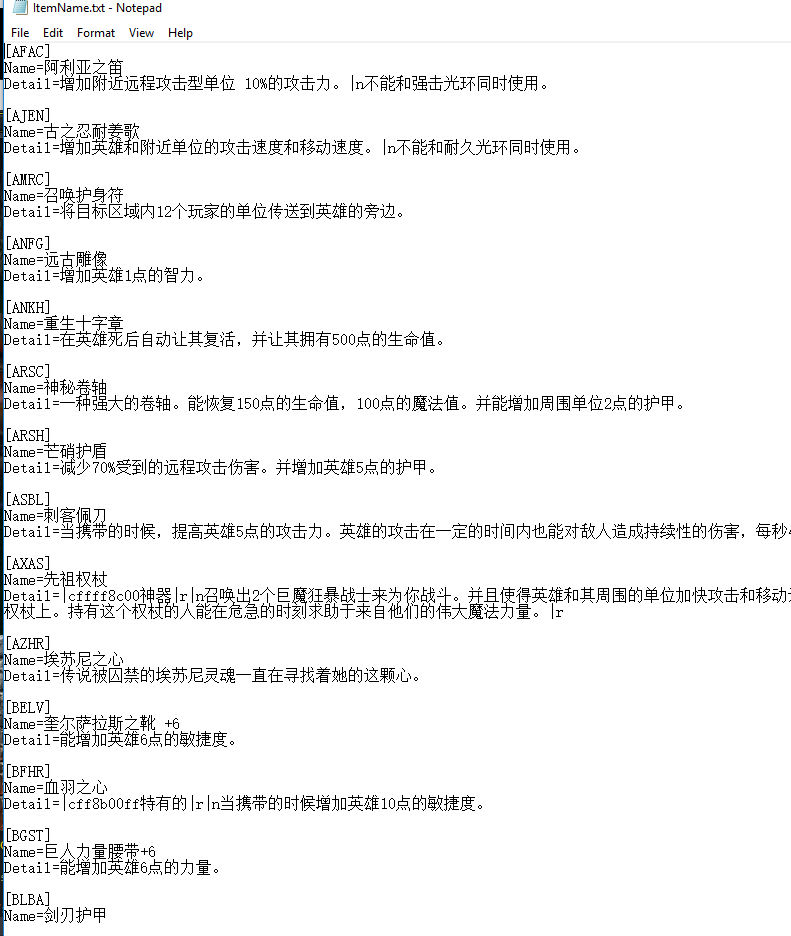 ItemName.txt - Notepad
File Edit Format View Help
[AFAC]
Name=阿利亚之笛
Detail=增加附近远程攻击型单位 10%的攻击力。|n不能和强击光环同时使用。
[AJEN]
Name=古之忍耐姜歌
Detail=增加英雄和附近单位的攻击速度和移动速度。|n不能和耐久光环同时使用。
[AMRC]
Name=召唤护身符
Detail=将目标区域内12个玩家的单位传送到英雄的旁边。
[ANFG]
Name=远古雕像
Detail=增加英雄1点的智力。
[ANKH]
Name=重生十字章
Detail=在英雄死后自动让其复活，并让其拥有500点的生命值。
[ARSC]
Name=神秘卷轴
Detail=一种强大的卷轴。能恢复150点的生命值，100点的魔法值。并能增加周围单位2点的护甲。
[ARSH]
Name=芒硝护盾
Detail=减少70%受到的远程攻击伤害。并增加英雄5点的护甲。
[ASBL]
Name=刺客佩刀
Detail=当携带的时候，提高英雄5点的攻击力。英雄的攻击在一定的时间内也能对敌人造成持续性的伤害，每秒
[AXAS]
Name=先祖权杖
Detail=|cffff8c00神器|r|n召唤出2个巨魔狂暴战士来为你战斗。并且使得英雄和其周围的单位加快攻击和移动
权杖上。持有这个权杖的人能在危急的时刻求助于来自他们的伟大魔法力量。|r
[AZHR]
Name=埃苏尼之心
Detail=传说被囚禁的埃苏尼灵魂一直在寻找着她的这颗心。
[BELV]
Name=奎尔萨拉斯之靴 +6
Detail=能增加英雄6点的敏捷度。
[BFHR]
Name=血羽之心
Detail=|cff8b00ff特有的|r|n当携带的时候增加英雄10点的敏捷度。
[BGST]
Name=巨人力量腰带+6
Detail=能增加英雄6点的力量。
[BLBA]
Name=剑刃护甲